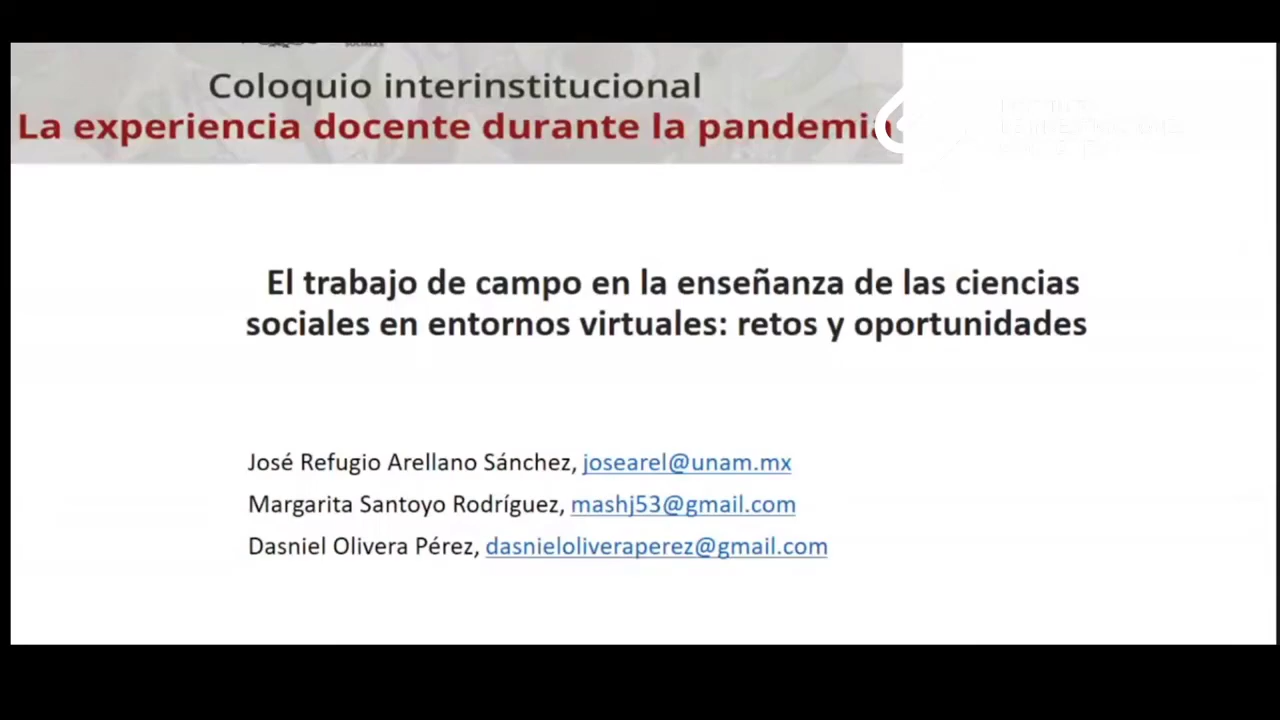 Coloquio interinstitucional
La experiencia docente durante la pandemia
El trabajo de campo en la enseñanza de las ciencias
sociales en entornos virtuales: retos y oportunidades
José Refugio Arellano Sánchez, josearel@unam.mx
Margarita Santoyo Rodríguez, mashj53@gmail.com
Dasniel Olivera Pérez, dasnieloliveraperez@gmail.com